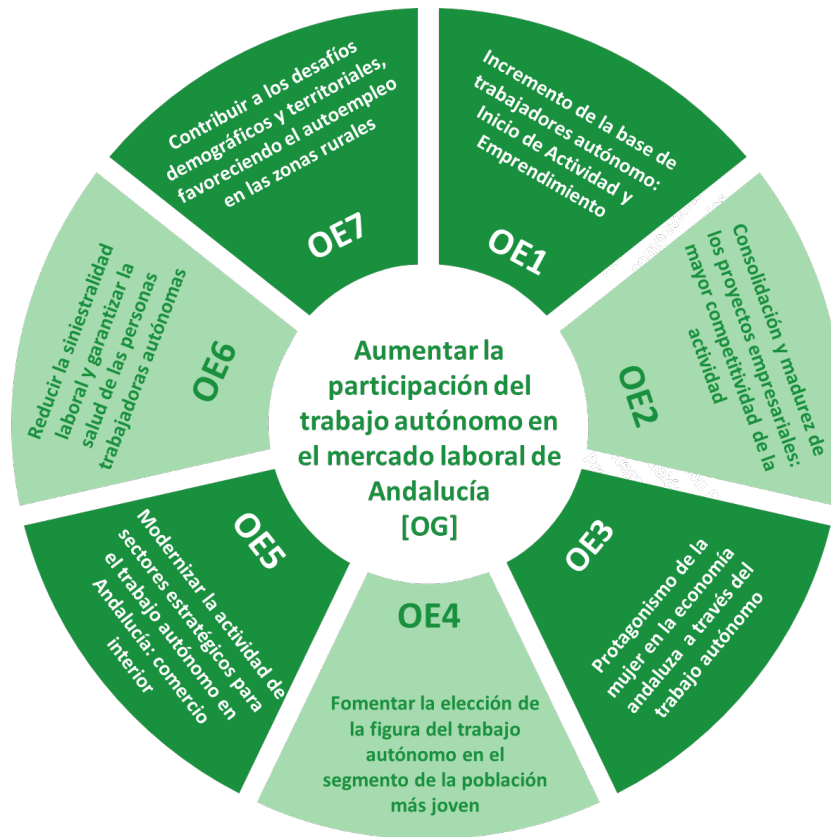 Aumentar la
participación del
trabajo autónomo en
el mercado laboral de
Andalucía
[OG]
Incremento de la base de
trabajadores autónomo:
Inicio de Actividad y
Emprendimiento
OE1
Consolidación y madurez de
los proyectos empresariales:
mayor competitividad de la
actividad
OE2
OE3
Protagonismo de la
mujer en la economía
andaluza a través del
trabajo autónomo
OE4
Fomentar la elección de
la figura del trabajo
autónomo en el
segmento de la población
más joven
OE5
Modernizar la actividad de
sectores estratégicos para
el trabajo autónomo en
Andalucía: comercio
interior
OE6
Reducir la siniestralidad
laboral y garantizar la
salud de las personas
trabajadoras autónomas
Contribuir a los desafíos
demográficos y territoriales,
favoreciendo el autoempleo
en las zonas rurales
OE7